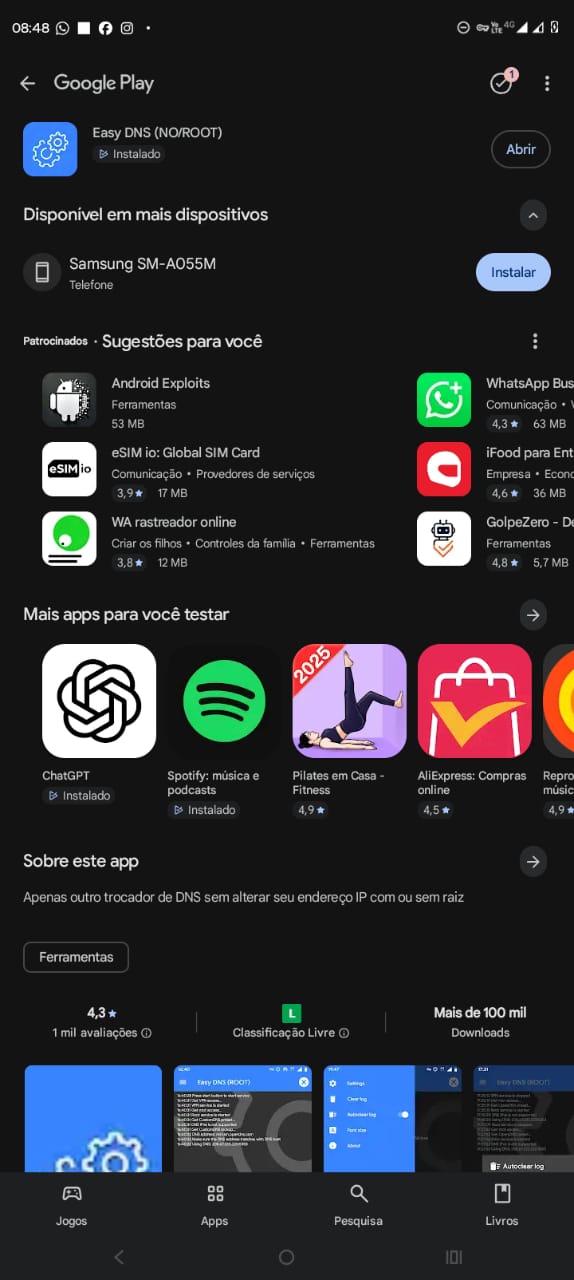 08:48
Vo LTE 4G
Google Play
1
Easy DNS (NO/ROOT)
Instalado
Abrir
Disponível em mais dispositivos
Samsung SM-A055M
Telefone
Instalar
Patrocinados • Sugestões para você
Android Exploits
Ferramentas
53 MB
WhatsApp Bus
Comunicação •
4,3★ 63 MB
eSIM io
eSIM io: Global SIM Card
Comunicação • Provedores de serviços
3,9★ 17 MB
iFood para Ent
Empresa • Econo
4,6★ 36 MB
WA rastreador online
Criar os filhos • Controles da família • Ferramentas
3,8★ 12 MB
GolpeZero - De
Ferramentas
4,8★ 5,7 MB
Mais apps para você testar
2025
ChatGPT
Instalado
Spotify: música e
podcasts
Instalado
Pilates em Casa -
Fitness
4,9★
AliExpress: Compras
online
4,5★
Repro
músic
4,9★
Sobre este app
Apenas outro trocador de DNS sem alterar seu endereço IP com ou sem raiz
Ferramentas
4,3★
1 mil avaliações
L
Classificação Livre
Mais de 100 mil
Downloads
Easy DNS (ROOT)
Settings
Clear log
Autoclear log
Font size
About
Easy DNS (ROOT)
Autoclear log
Jogos
Apps
Pesquisa
Livros